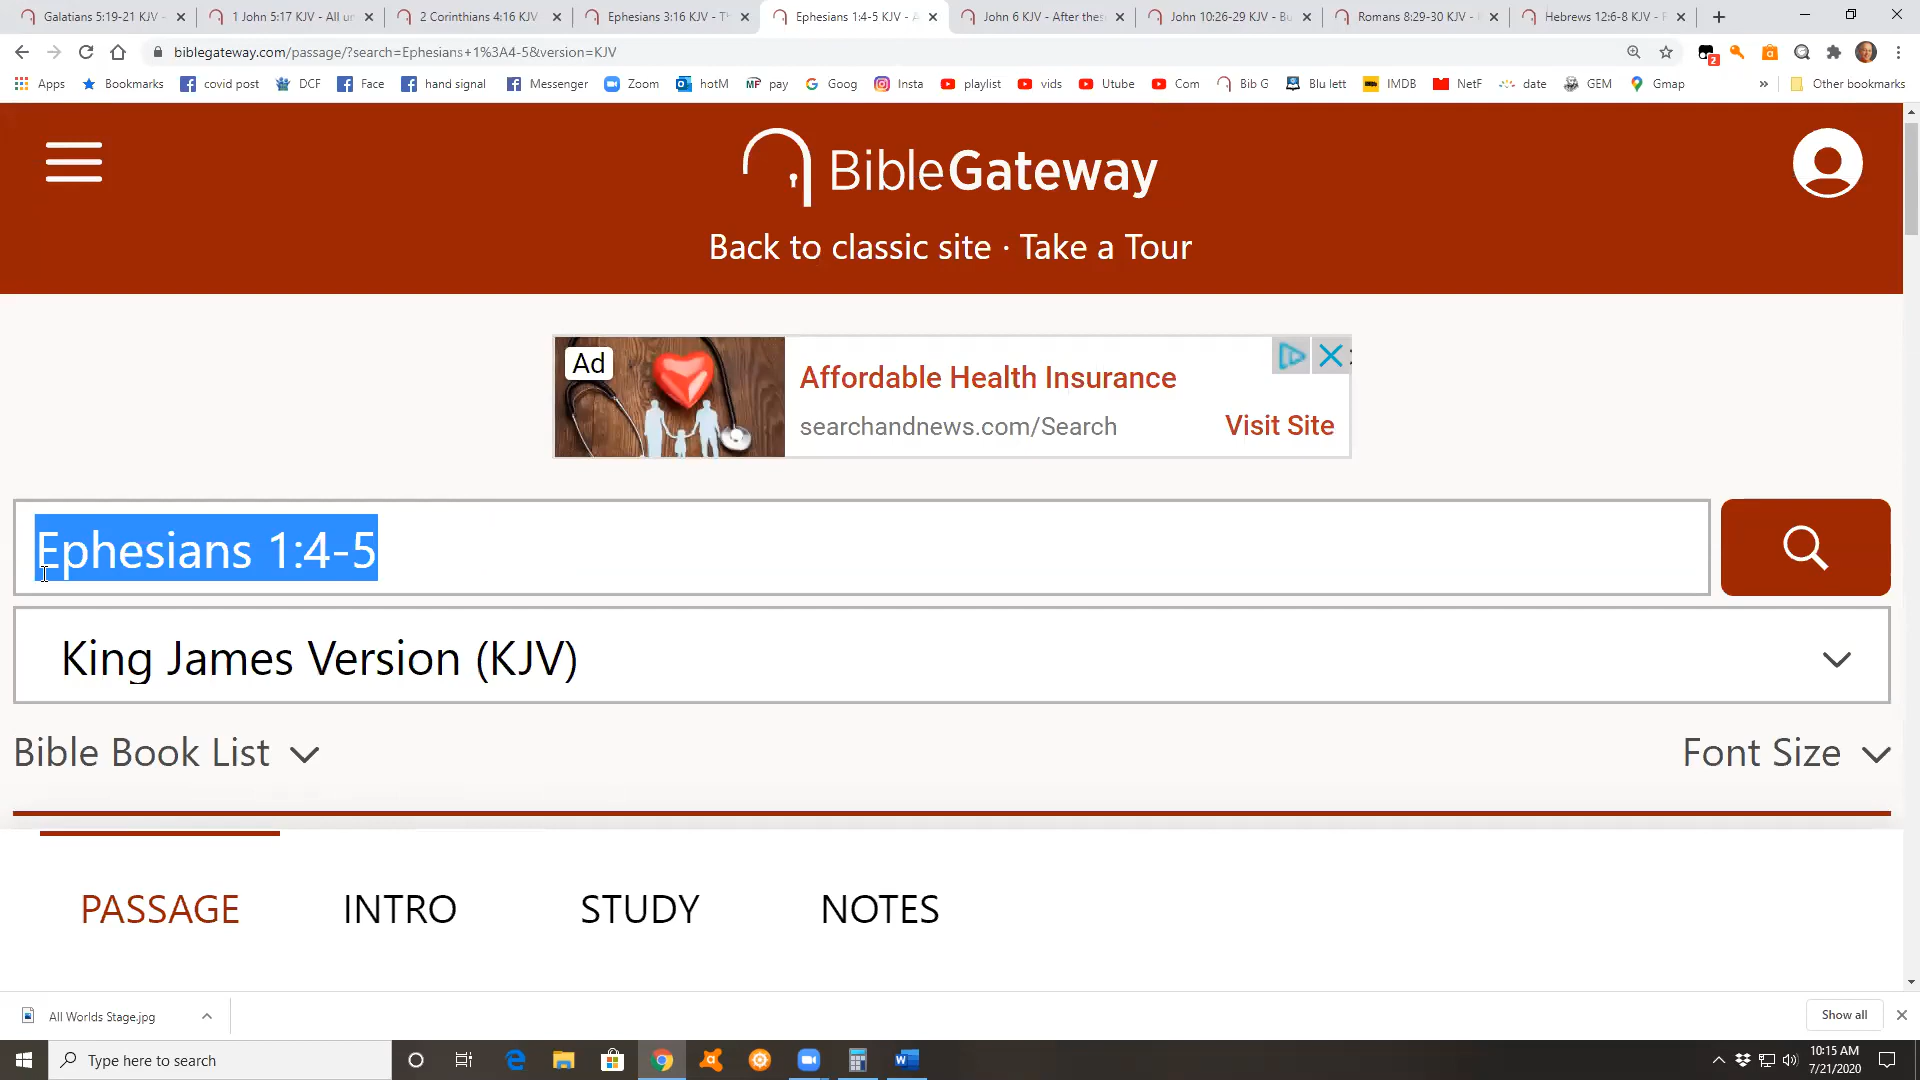 Galatians 5:19-21 KJV -
1 John 5:17 KJV - All un
2 Corinthians 4:16 KJV
Ephesians 3:16 KJV - T
Ephesians 1:4-5 KJV - A
John 6 KJV - After thes
John 10:26-29 KJV - Bu
Romans 8:29-30 KJV -
Hebrews 12:6-8 KJV - F
biblegateway.com/passage/?search=Ephesians+1%3A4-5&version=KJV
2
Apps
Bookmarks
covid post
DCF
Face
hand signal
Messenger
Zoom
hotM
MF pay
Goog
Insta
playlist
vids
Utube
Com
Bib G
Blu lett
IMDB
NetF
date
GEM
Gmap
»
Other bookmarks
BibleGateway
Back to classic site · Take a Tour
Ad
Affordable Health Insurance
searchandnews.com/Search
Visit Site
Ephesians 1:4-5
King James Version (KJV)
Bible Book List
Font Size
PASSAGE
INTRO
STUDY
NOTES
All Worlds Stage.jpg
Show all
Type here to search
10:15 AM
7/21/2020